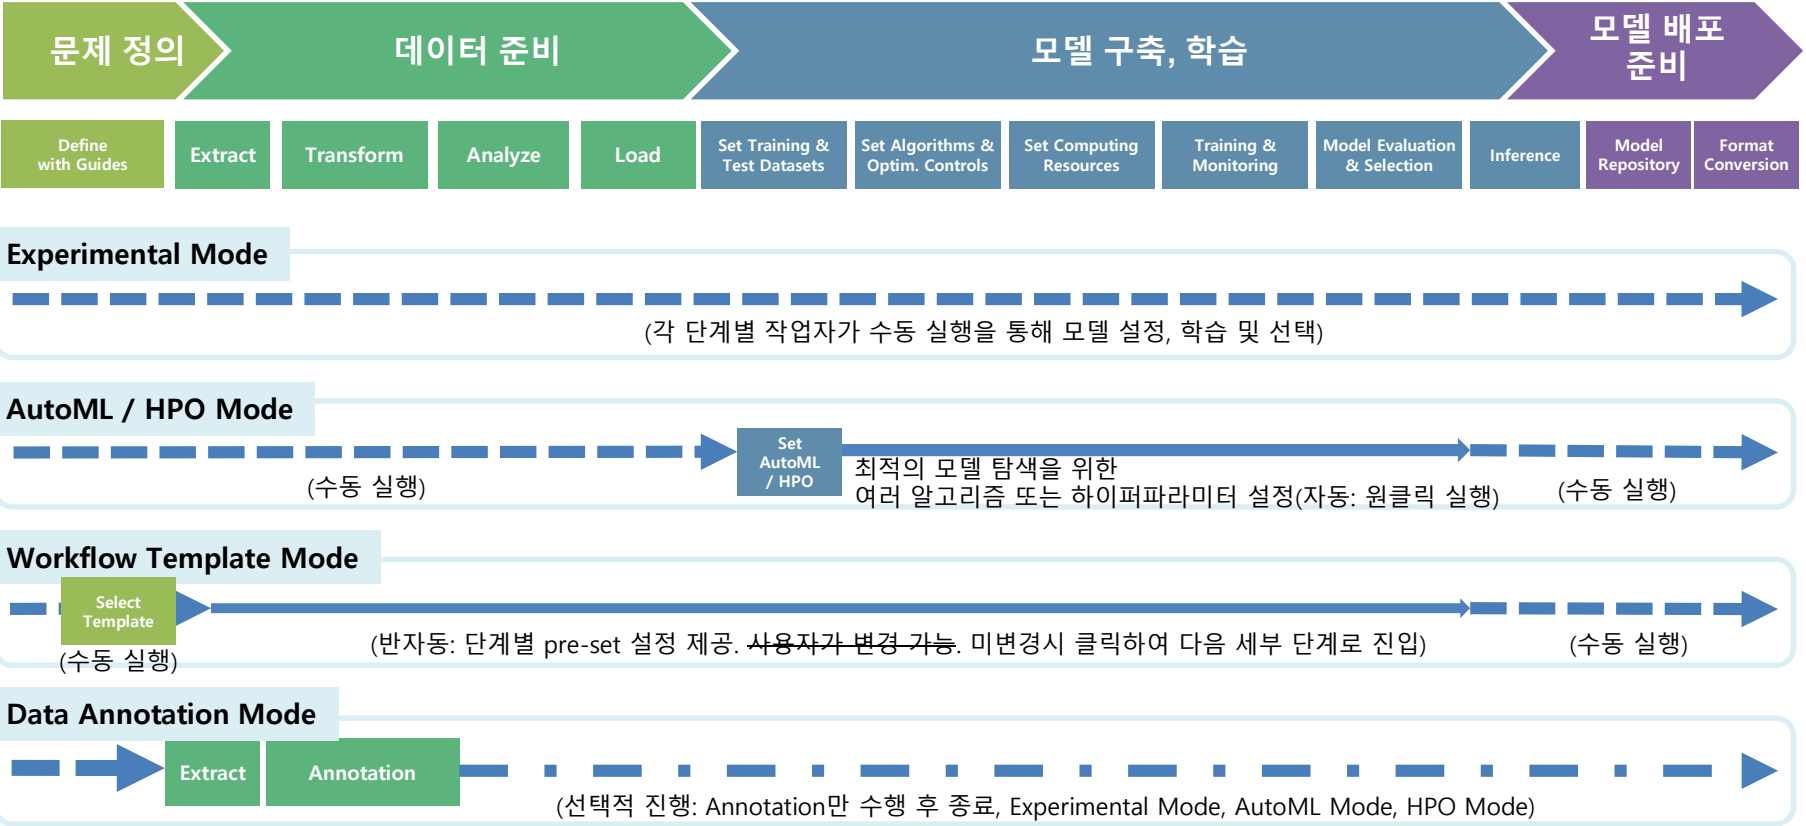 문제 정의
데이터 준비
모델 구축, 학습
모델 배포
준비
Define
with Guides
Extract
Transform
Analyze
Load
Set Training &
Test Datasets
Set Algorithms &
Optim. Controls
Set Computing
Resources
Training &
Monitoring
Model Evaluation
& Selection
Inference
Model
Repository
Format
Conversion
Experimental Mode
(각 단계별 작업자가 수동 실행을 통해 모델 설정, 학습 및 선택)
AutoML / HPO Mode
(수동 실행)
Set
AutoML
/ HPO
최적의 모델 탐색을 위한
여러 알고리즘 또는 하이퍼파라미터 설정(자동: 원클릭 실행)
(수동 실행)
Workflow Template Mode
Select
Template
(수동 실행)
(반자동: 단계별 pre-set 설정 제공. 사용자가 변경 가능. 미변경시 클릭하여 다음 세부 단계로 진입)
(수동 실행)
Data Annotation Mode
Extract
Annotation
(선택적 진행: Annotation만 수행 후 종료, Experimental Mode, AutoML Mode, HPO Mode)